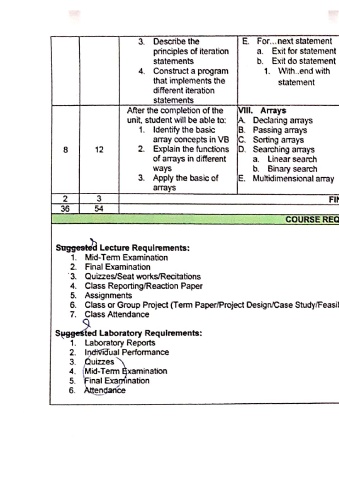 3. Describe the
principles of iteration
statements
4. Construct a program
that implements the
different iteration
statements
E. For...next statement
a. Exit for statement
b. Exit do statement
1. With..end with
statement
8
12
After the completion of the
unit, student will be able to:
1. Identify the basic
array concepts in VB
2. Explain the functions
of arrays in different
ways
3. Apply the basic of
arrays
VIII. Arrays
A. Declaring arrays
B. Passing arrays
C. Sorting arrays
D. Searching arrays
a. Linear search
b. Binary search
E. Multidimensional array
2 3 FI
36 54
COURSE REQ
Suggested Lecture Requirements:
1. Mid-Term Examination
2. Final Examination
3. Quizzes/Seat works/Recitations
4. Class Reporting/Reaction Paper
5. Assignments
6. Class or Group Project (Term Paper/Project Design/Case Study/Feasil
7. Class Attendance
Suggested Laboratory Requirements:
1. Laboratory Reports
2. Individual Performance
3. Quizzes
4. Mid-Term Examination
5. Final Examination
6. Attendance